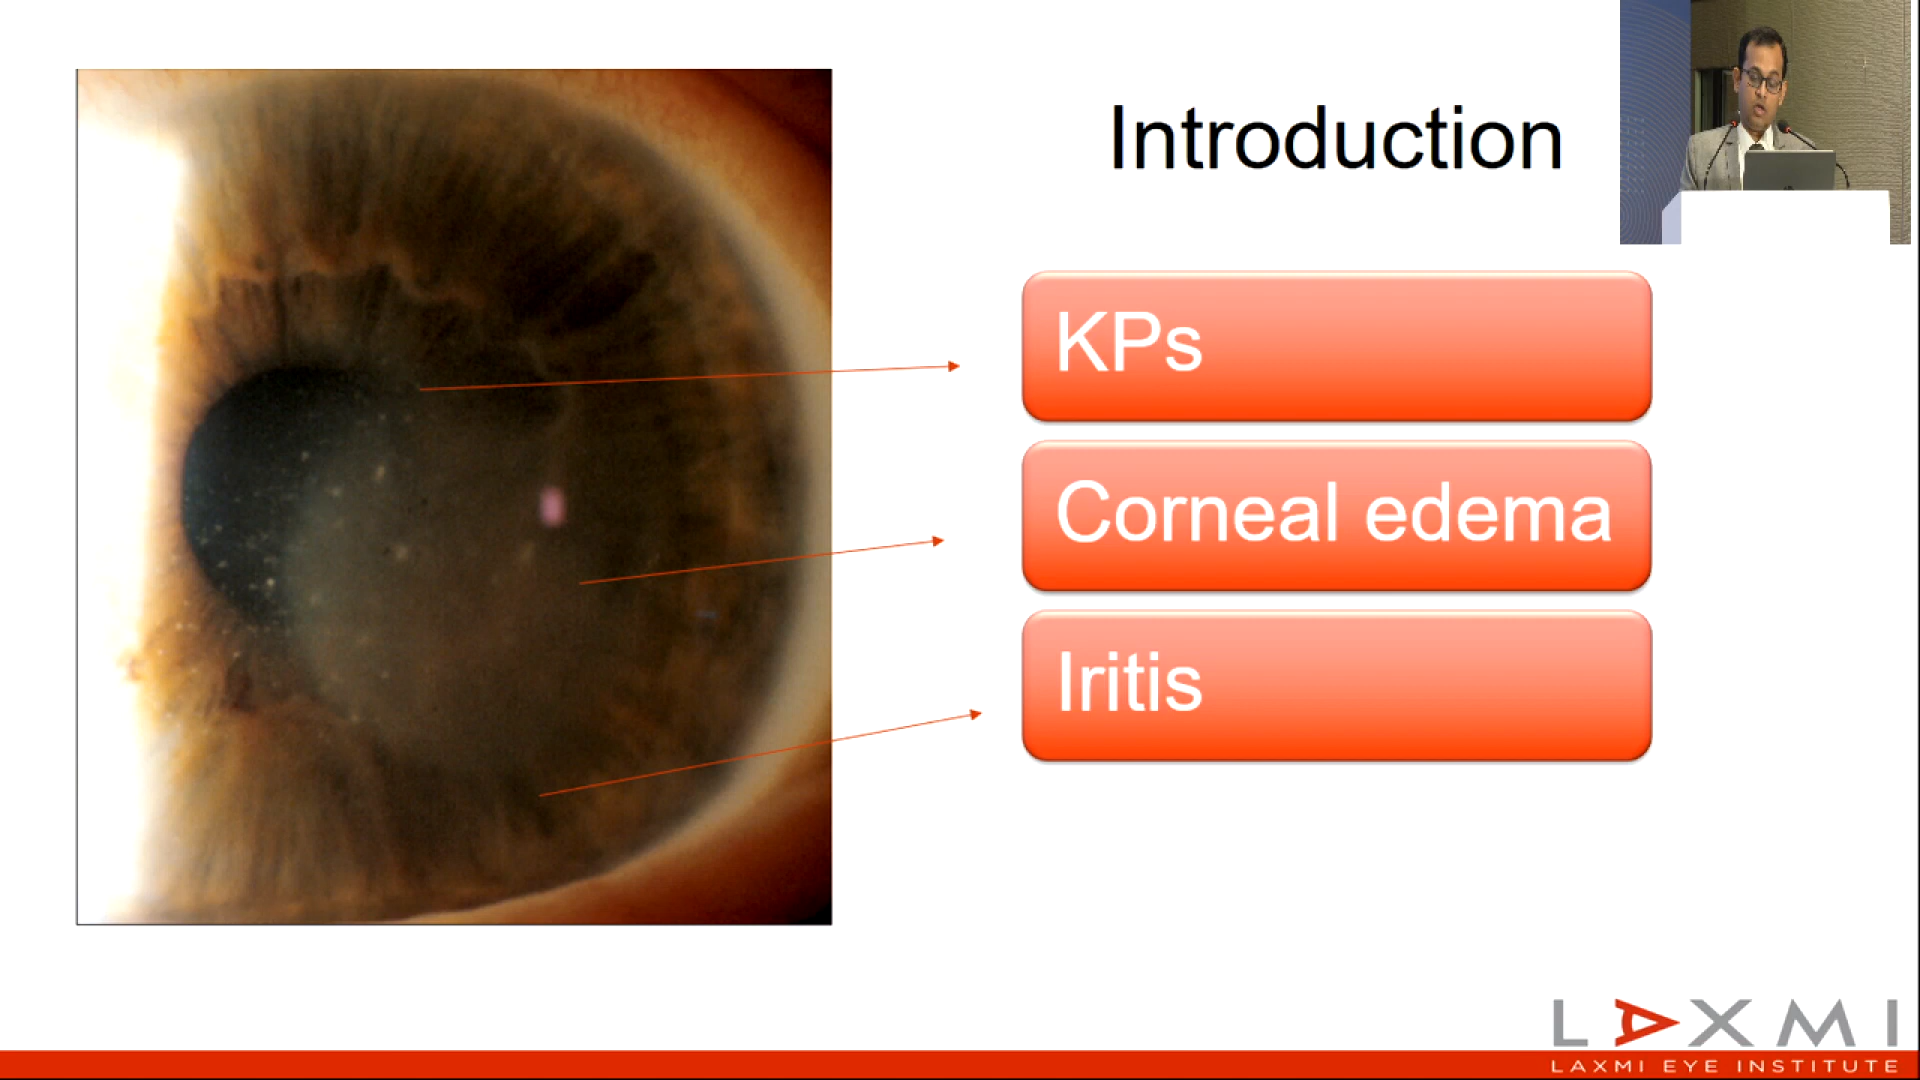 Introduction
KPs
Corneal edema
Iritis
LAXMI
LAXMI EYE INSTITUTE